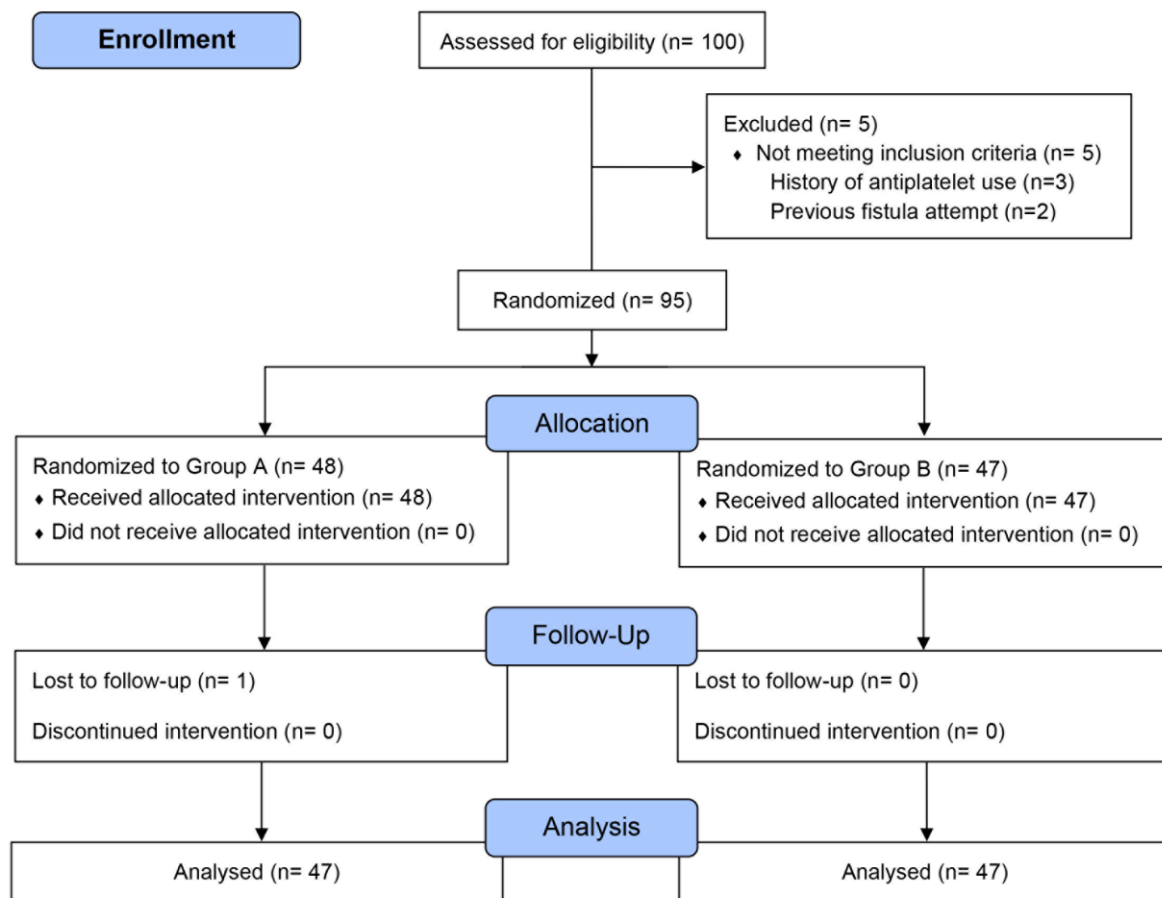 Enrollment
Assessed for eligibility (n= 100)
Excluded (n= 5)
♦ Not meeting inclusion criteria (n= 5)
History of antiplatelet use (n=3)
Previous fistula attempt (n=2)
Randomized (n= 95)
Allocation
Randomized to Group A (n= 48)
♦ Received allocated intervention (n= 48)
♦ Did not receive allocated intervention (n= 0)
Randomized to Group B (n= 47)
♦ Received allocated intervention (n= 47)
♦ Did not receive allocated intervention (n= 0)
Follow-Up
Lost to follow-up (n= 1)
Discontinued intervention (n= 0)
Lost to follow-up (n= 0)
Discontinued intervention (n= 0)
Analysis
Analysed (n= 47)
Analysed (n= 47)